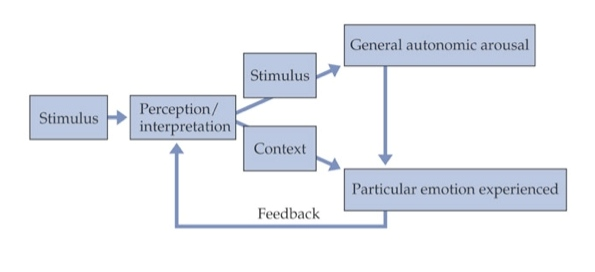 Stimulus
Perception/
interpretation
Stimulus
Context
General autonomic arousal
Particular emotion experienced
Feedback